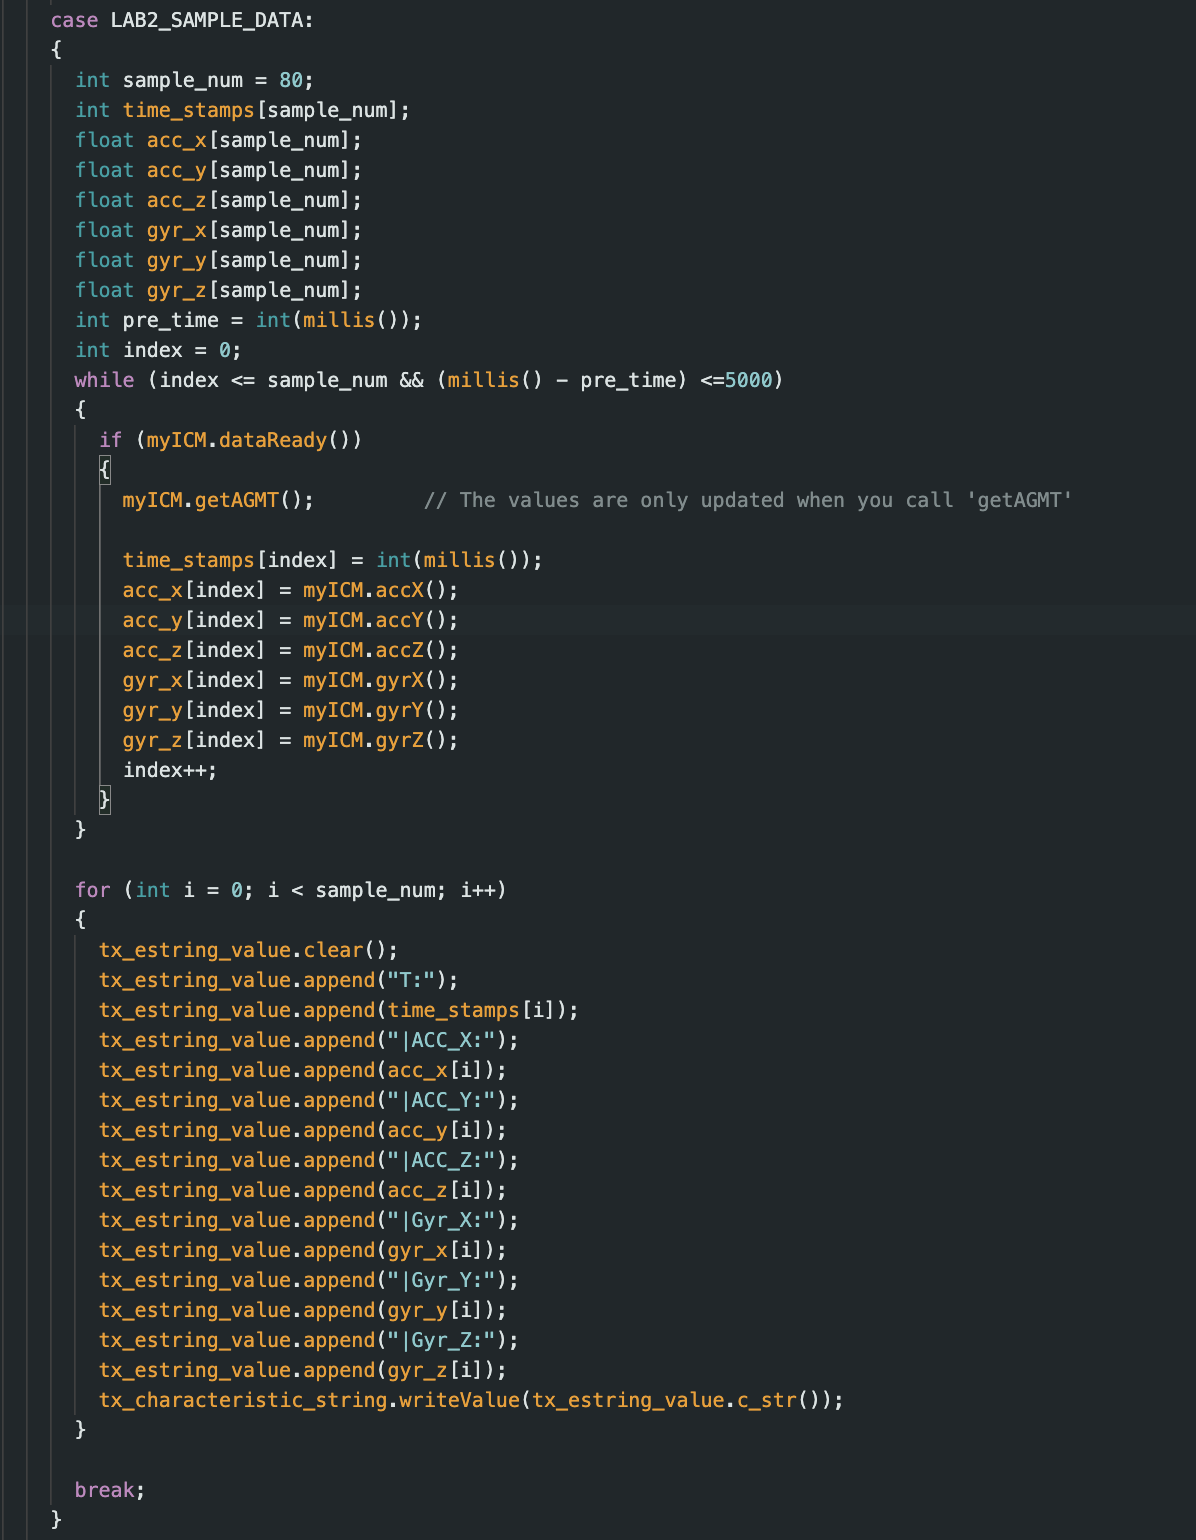 case LAB2_SAMPLE_DATA:
{
int sample_num = 80;
int time_stamps[sample_num];
float acc_x[sample_num];
float acc_y[sample_num];
float acc_z[sample_num];
float gyr_x[sample_num];
float gyr_y[sample_num];
float gyr_z[sample_num];
int pre_time = int(millis());
int index = 0;
while (index <= sample_num && (millis() - pre_time) <=5000)
{
if (myICM.dataReady())
{
myICM.getAGMT();         // The values are only updated when you call 'getAGMT'
time_stamps[index] = int(millis());
acc_x[index] = myICM.accX();
acc_y[index] = myICM.accY();
acc_z[index] = myICM.accZ();
gyr_x[index] = myICM.gyrX();
gyr_y[index] = myICM.gyrY();
gyr_z[index] = myICM.gyrZ();
index++;
}
}
for (int i = 0; i < sample_num; i++)
{
tx_estring_value.clear();
tx_estring_value.append("T:");
tx_estring_value.append(time_stamps[i]);
tx_estring_value.append("|ACC_X:");
tx_estring_value.append(acc_x[i]);
tx_estring_value.append("|ACC_Y:");
tx_estring_value.append(acc_y[i]);
tx_estring_value.append("|ACC_Z:");
tx_estring_value.append(acc_z[i]);
tx_estring_value.append("|Gyr_X:");
tx_estring_value.append(gyr_x[i]);
tx_estring_value.append("|Gyr_Y:");
tx_estring_value.append(gyr_y[i]);
tx_estring_value.append("|Gyr_Z:");
tx_estring_value.append(gyr_z[i]);
tx_characteristic_string.writeValue(tx_estring_value.c_str());
}
break;
}